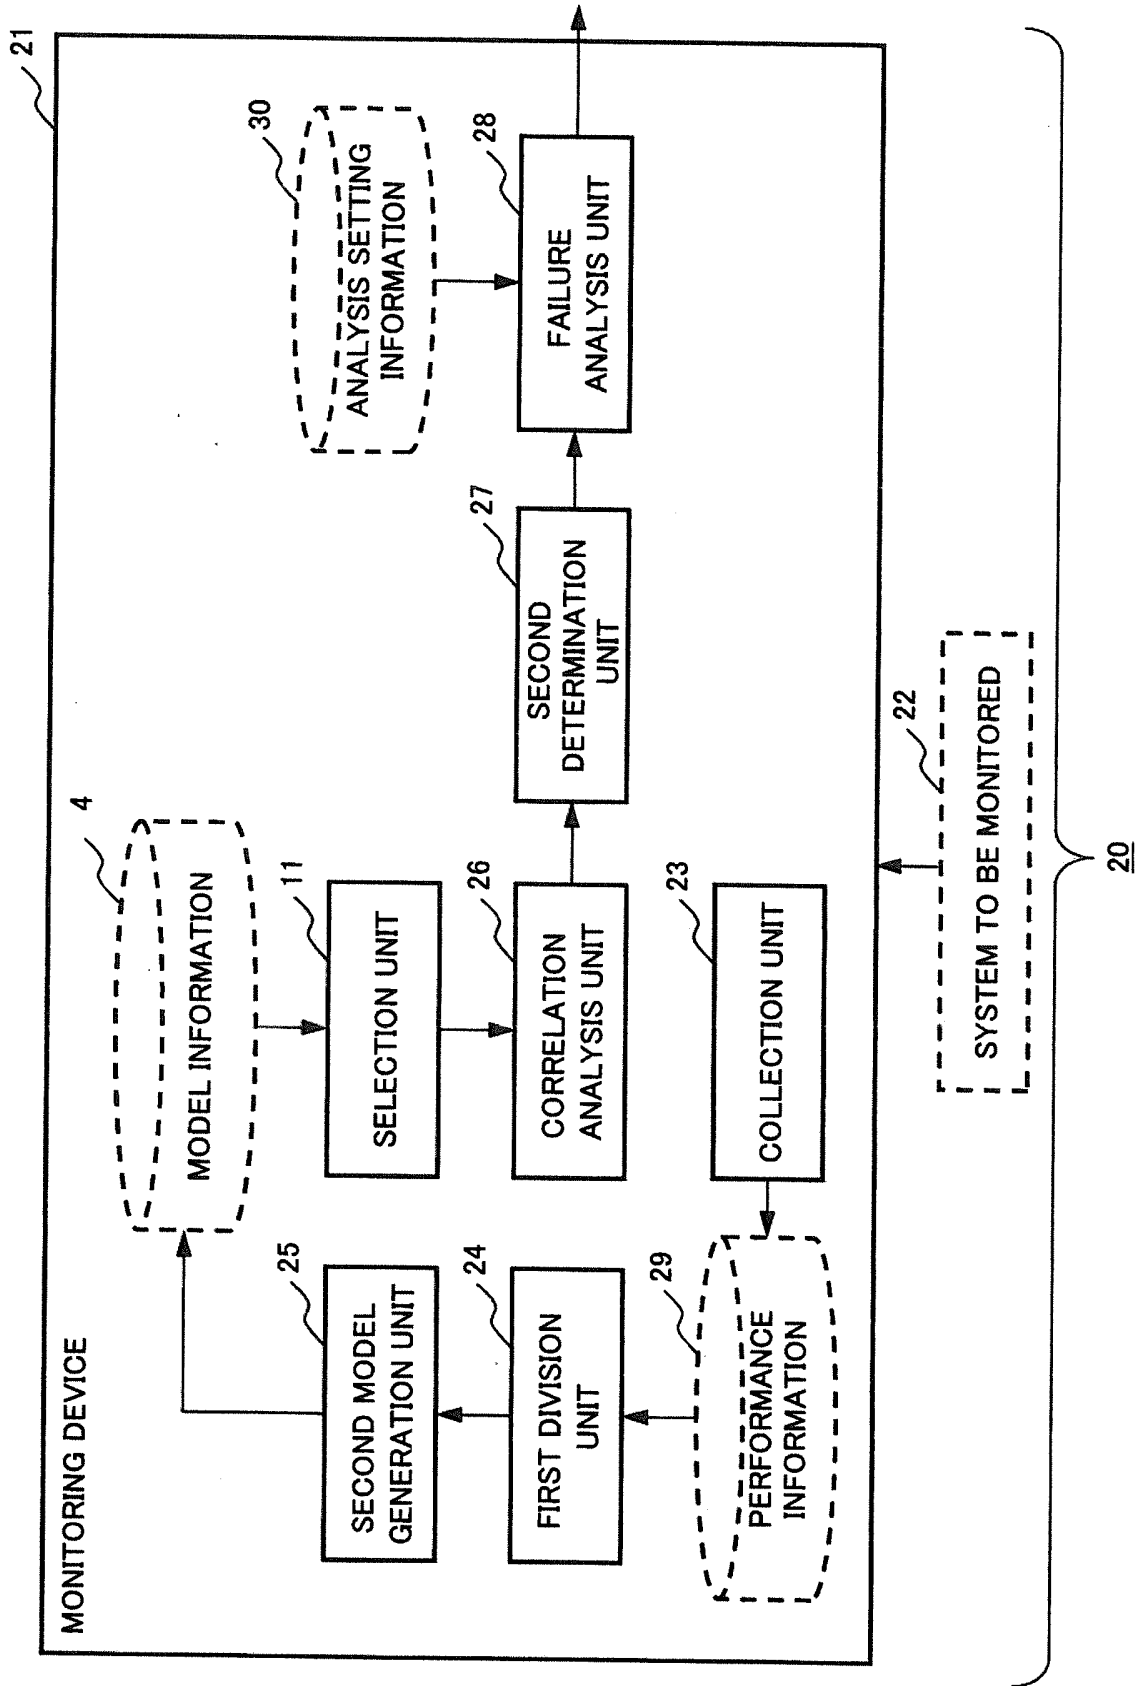 MONITORING DEVICE
21
4
MODEL INFORMATION
30
ANALYSIS SETTING
INFORMATION
25
SECOND MODEL
GENERATION UNIT
11
SELECTION UNIT
24
FIRST DIVISION
UNIT
26
CORRELATION
ANALYSIS UNIT
27
SECOND
DETERMINATION
UNIT
28
FAILURE
ANALYSIS UNIT
29
PERFORMANCE
INFORMATION
23
COLLECTION UNIT
22
SYSTEM TO BE MONITORED
20